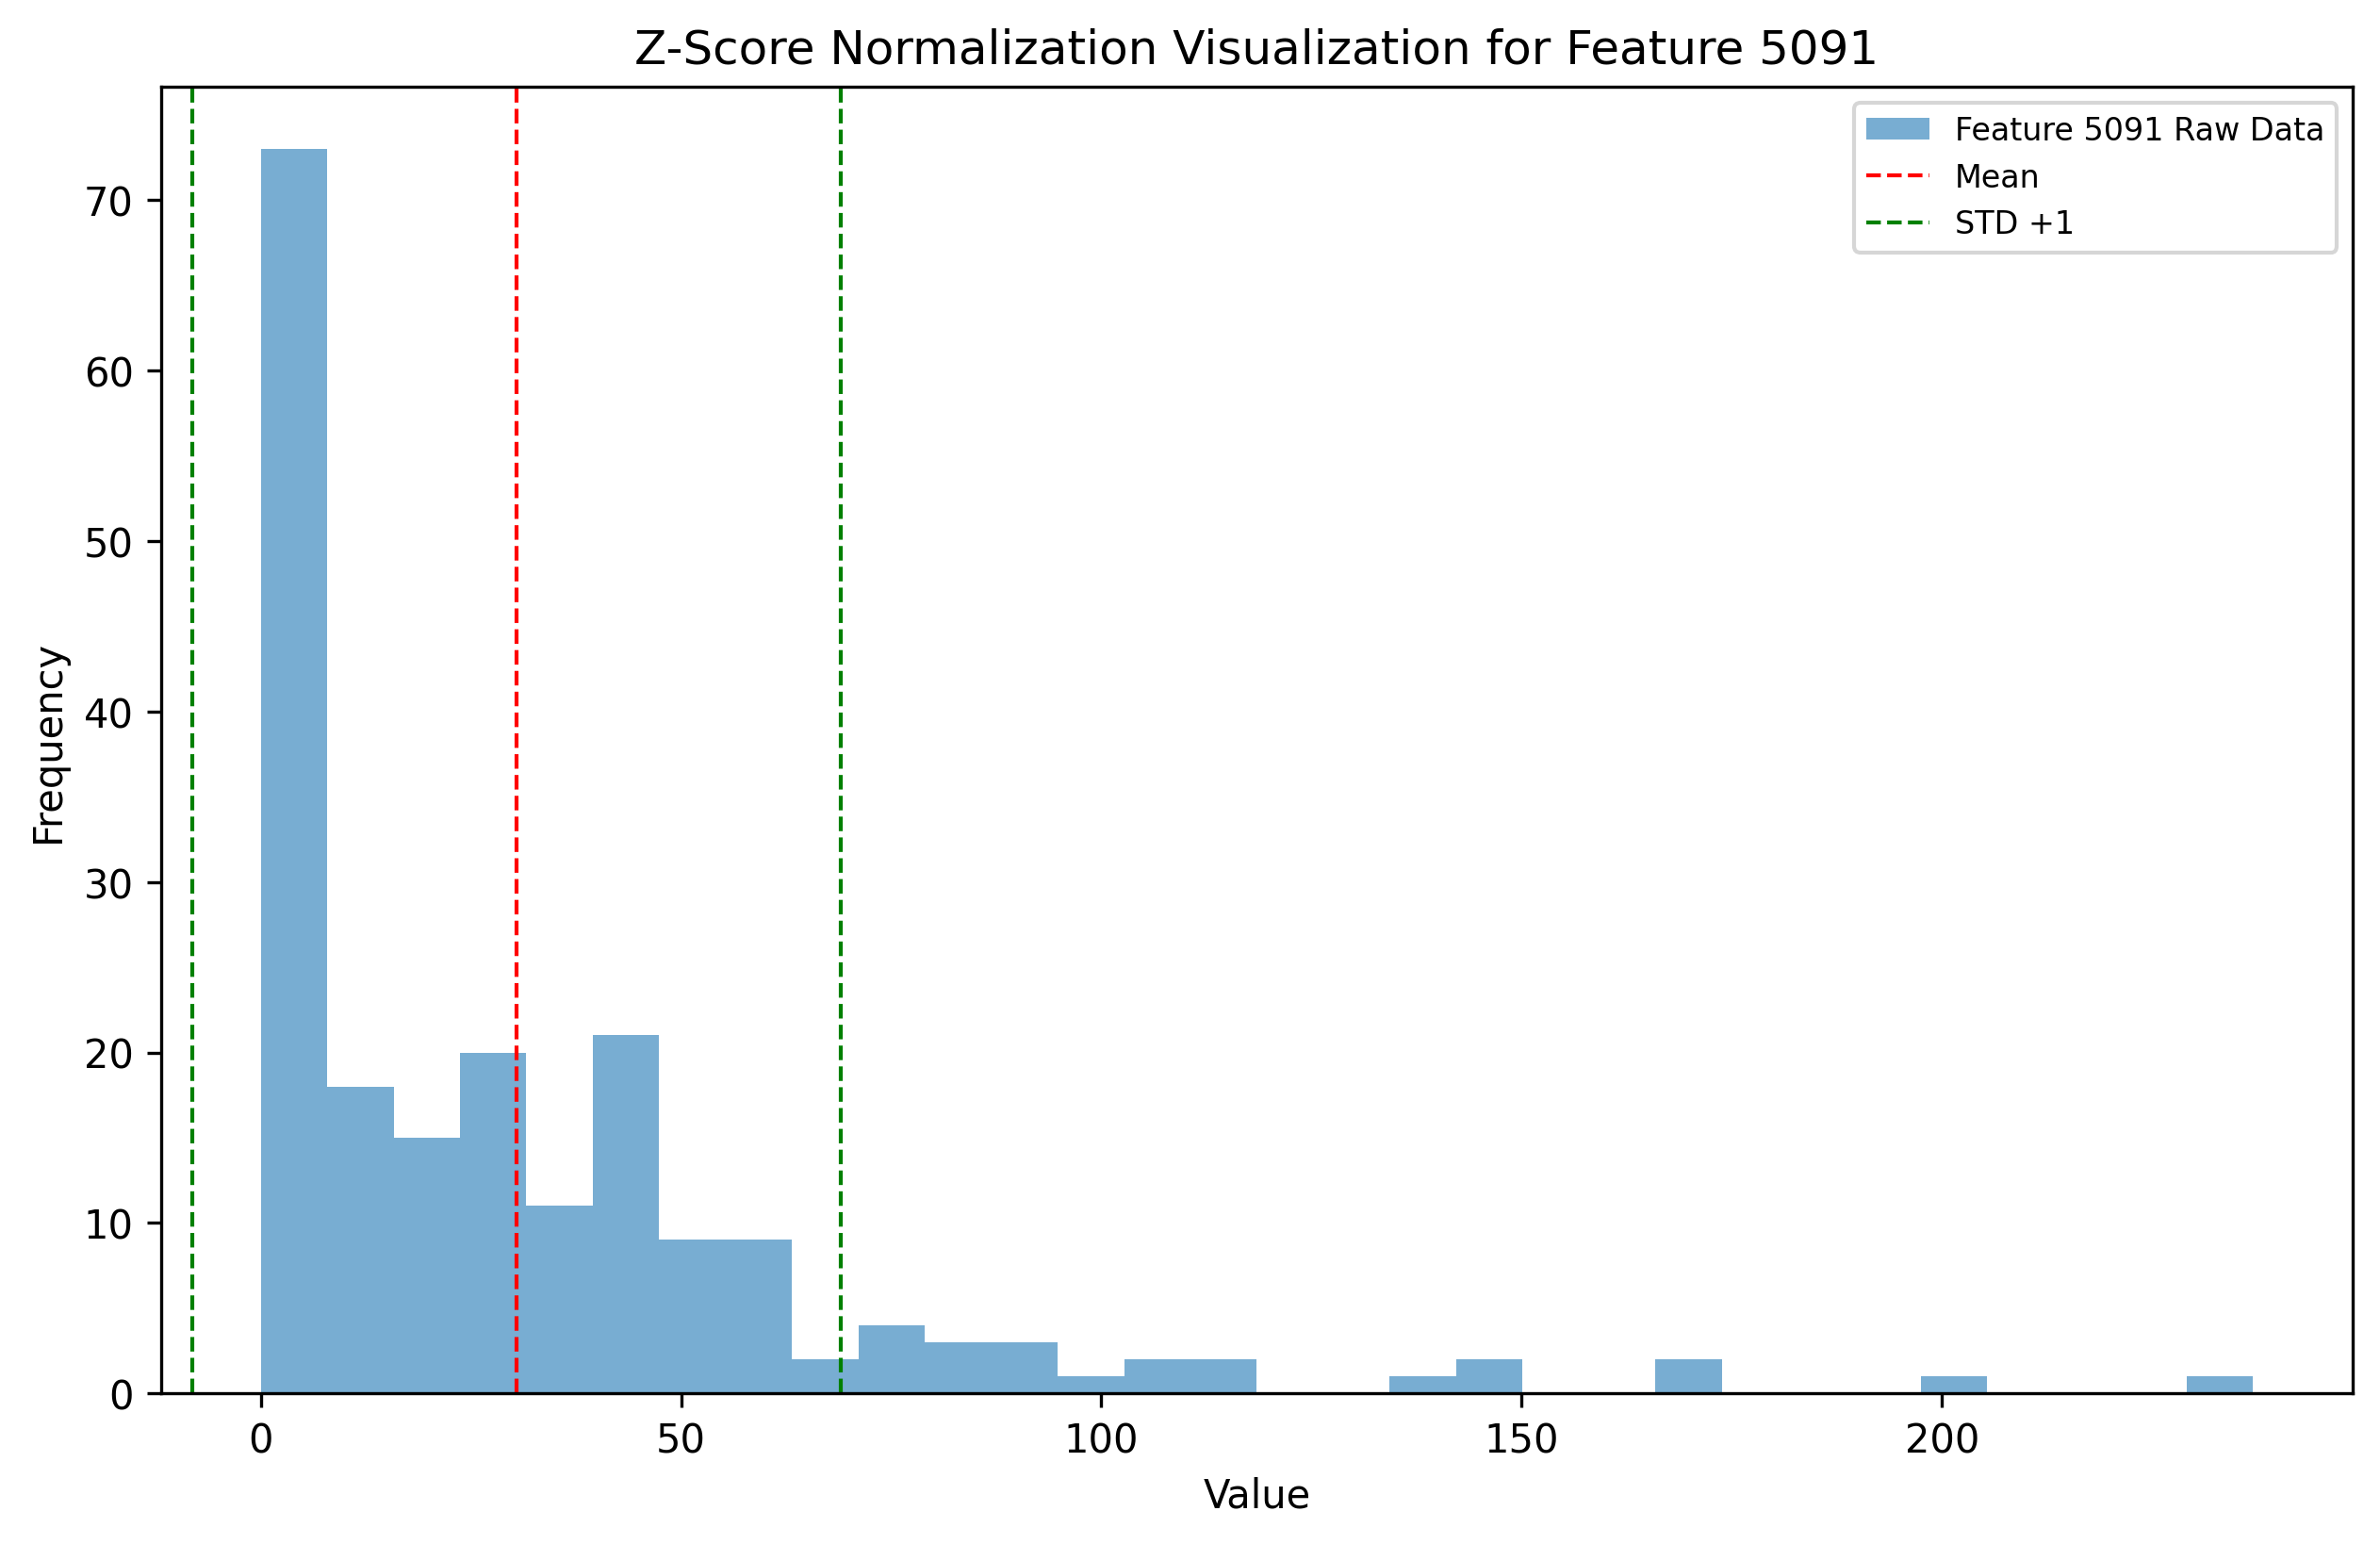 Z-Score Normalization Visualization for Feature 5091
Feature 5091 Raw Data
Mean
STD +1
70
60
50
40
30
20
10
0
Frequency
0 50 100 150 200
Value